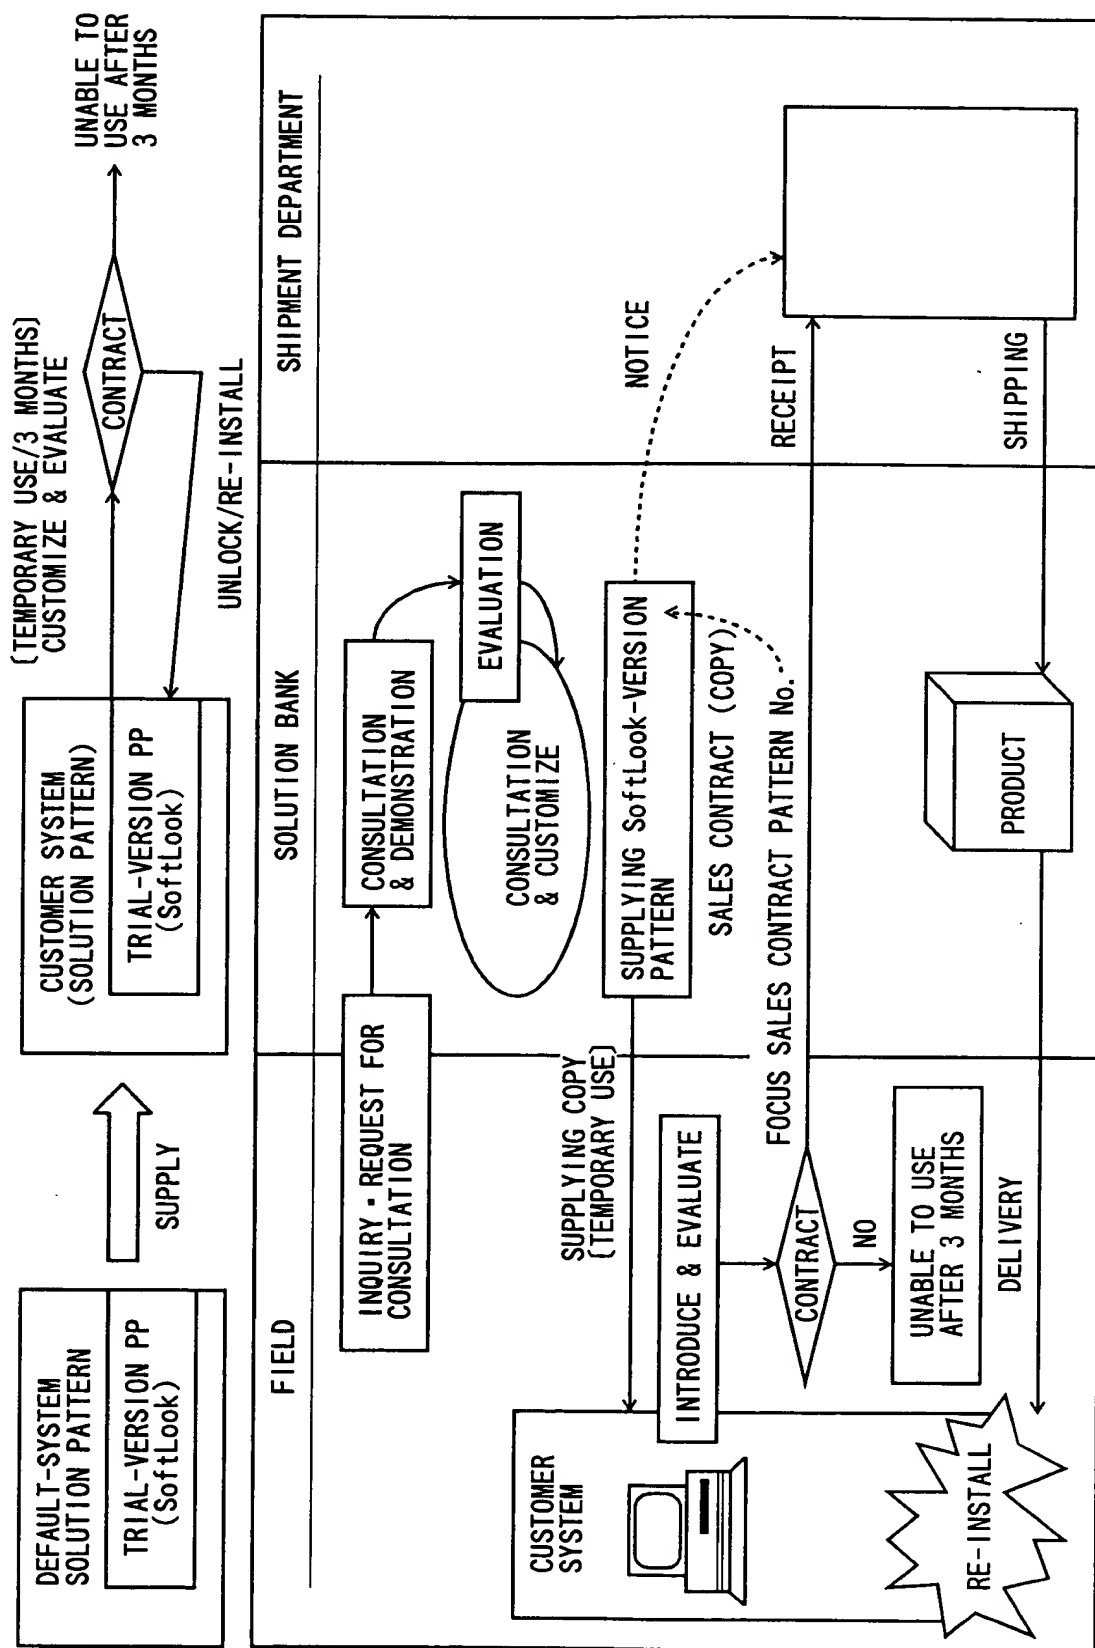 DEFAULT-SYSTEM
SOLUTION PATTERN
TRIAL-VERSION PP
(SoftLook)
SUPPLY
CUSTOMER SYSTEM
(SOLUTION PATTERN)
TRIAL-VERSION PP
(SoftLook)
(TEMPORARY USE/3 MONTHS)
CUSTOMIZE & EVALUATE
CONTRACT
UNLOCK/RE-INSTALL
UNABLE TO
USE AFTER
3 MONTHS
FIELD
SOLUTION BANK
SHIPMENT DEPARTMENT
INQUIRY・REQUEST FOR
CONSULTATION
CONSULTATION
& DEMONSTRATION
EVALUATION
CONSULTATION
& CUSTOMIZE
SUPPLYING COPY
(TEMPORARY USE)
SUPPLYING SoftLook-VERSION
PATTERN
NOTICE
CUSTOMER
SYSTEM
INTRODUCE & EVALUATE
SALES CONTRACT (COPY)
FOCUS SALES CONTRACT PATTERN No.
CONTRACT
RECEIPT
NO
UNABLE TO USE
AFTER 3 MONTHS
DELIVERY
PRODUCT
SHIPPING
RE-INSTALL